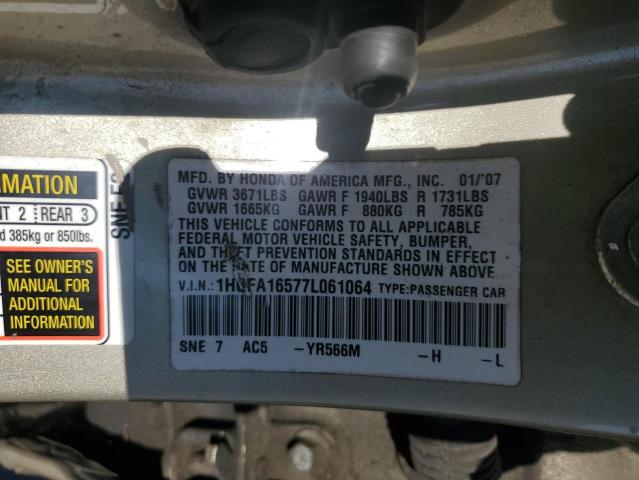 MFD. BY HONDA OF AMERICA MFG., INC. 01/'07
GVWR 3671LBS GAWR F 1940LBS R 1731LBS
GVWR 1665KG GAWR F 880KG R 785KG
THIS VEHICLE CONFORMS TO ALL APPLICABLE
FEDERAL MOTOR VEHICLE SAFETY, BUMPER,
AND THEFT PREVENTION STANDARDS IN EFFECT
ON THE DATE OF MANUFACTURE SHOWN ABOVE
V.I.N.: 1HGFA16577L061064 TYPE:PASSENGER CAR
SNE 7 AC5 -YR566M -H -L
2 REAR 3
385kg or 850lbs.
SEE OWNER'S
MANUAL FOR
ADDITIONAL
INFORMATION